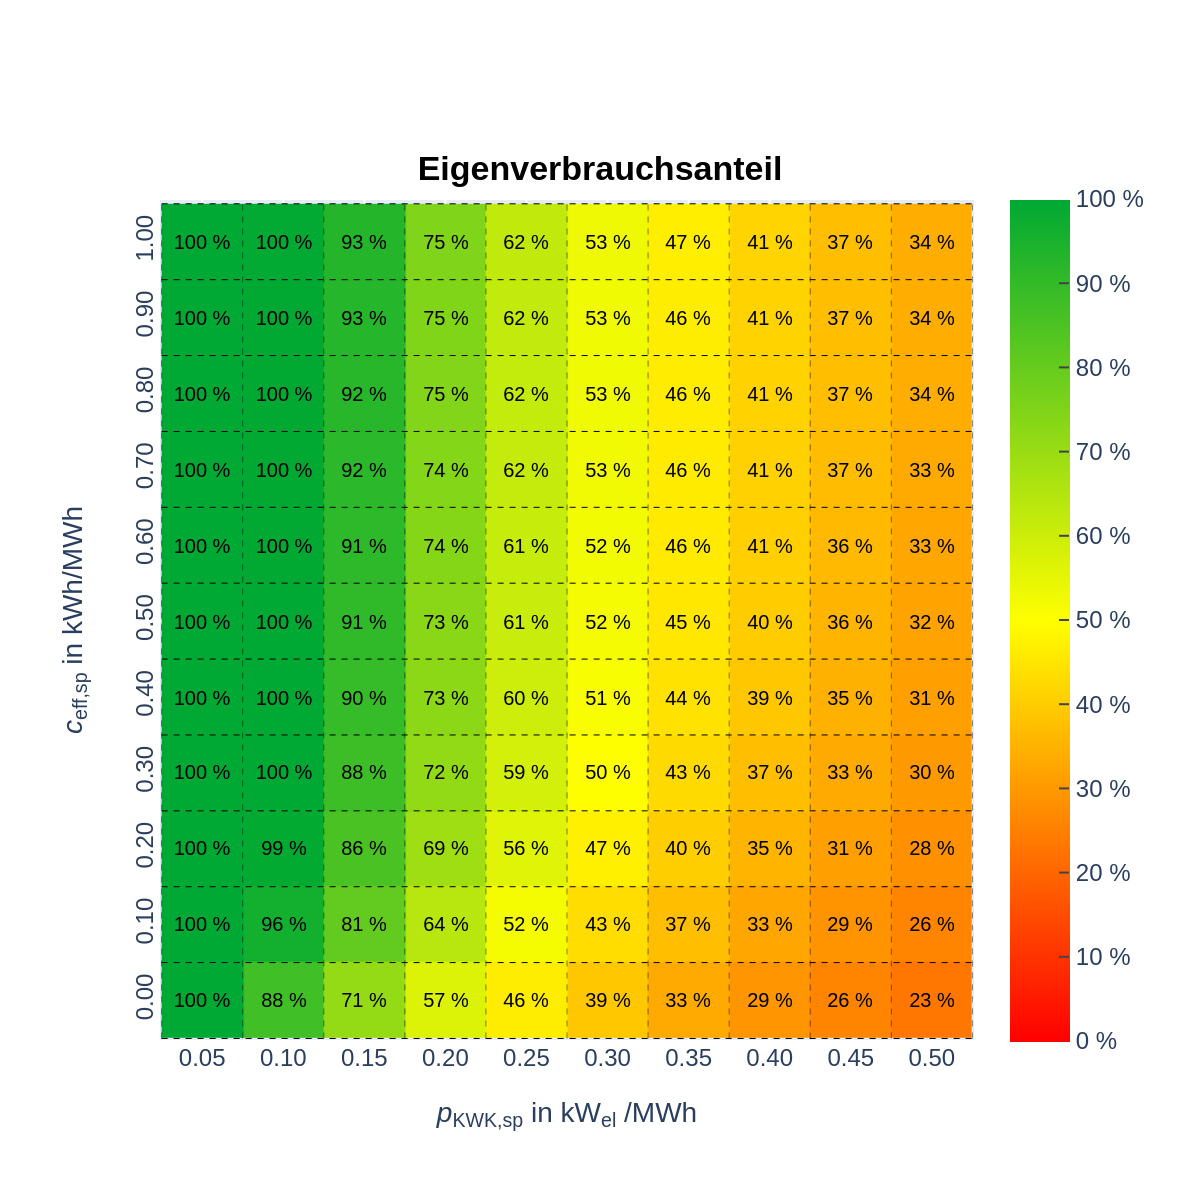 Eigenverbrauchsanteil
1.00 100 % 100 % 93 % 75 % 62 % 53 % 47 % 41 % 37 % 34 %
0.90 100 % 100 % 93 % 75 % 62 % 53 % 46 % 41 % 37 % 34 %
0.80 100 % 100 % 92 % 75 % 62 % 53 % 46 % 41 % 37 % 34 %
0.70 100 % 100 % 92 % 74 % 62 % 53 % 46 % 41 % 37 % 33 %
0.60 100 % 100 % 91 % 74 % 61 % 52 % 46 % 41 % 36 % 33 %
0.50 100 % 100 % 91 % 73 % 61 % 52 % 45 % 40 % 36 % 32 %
0.40 100 % 100 % 90 % 73 % 60 % 51 % 44 % 39 % 35 % 31 %
0.30 100 % 100 % 88 % 72 % 59 % 50 % 43 % 37 % 33 % 30 %
0.20 100 % 99 % 86 % 69 % 56 % 47 % 40 % 35 % 31 % 28 %
0.10 100 % 96 % 81 % 64 % 52 % 43 % 37 % 33 % 29 % 26 %
0.00 100 % 88 % 71 % 57 % 46 % 39 % 33 % 29 % 26 % 23 %
0.05 0.10 0.15 0.20 0.25 0.30 0.35 0.40 0.45 0.50
pKWK,sp in kWel /MWh
ceff,sp in kWh/MWh
100 %
90 %
80 %
70 %
60 %
50 %
40 %
30 %
20 %
10 %
0 %